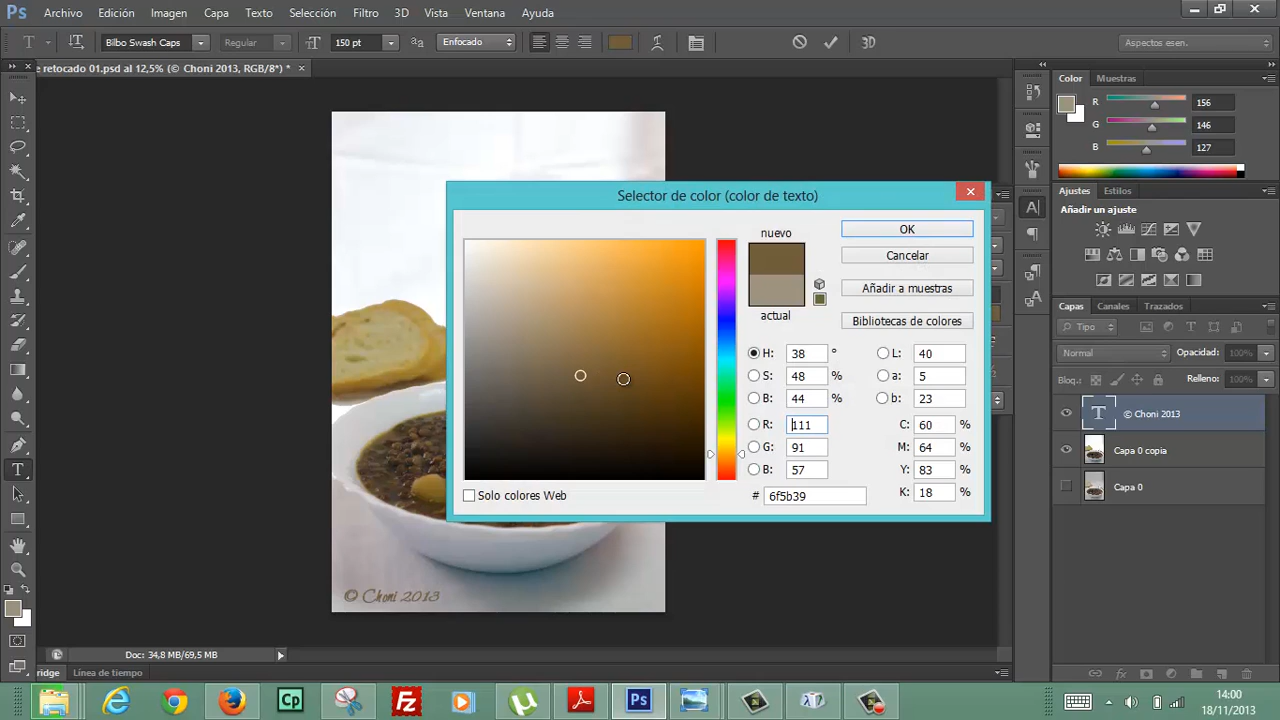 Ps Archivo Edición Imagen Capa Texto Selección Filtro 3D Vista Ventana Ayuda
T Bilbo Swash Caps Regular 150 pt aa Enfocado 3D Aspectos esen.
e retocado 01.psd al 12,5% (© Choni 2013, RGB/8*) *
Color Muestras
R 156
G 146
B 127
Ajustes Estilos
Añadir un ajuste
Selector de color (color de texto)
nuevo
actual
OK
Cancelar
Añadir a muestras
Bibliotecas de colores
H: 38 ° L: 40
S: 48 % a: 5
B: 44 % b: 23
R: 111 C: 60 %
G: 91 M: 64 %
B: 57 Y: 83 %
# 6f5b39 K: 18 %
Solo colores Web
Capas Canales Trazados
Tipo
Normal Opacidad: 100%
Bloq.: Relleno: 100%
T © Choni 2013
Capa 0 copia
Capa 0
© Choni 2013
Doc: 34,8 MB/69,5 MB
ridge Línea de tiempo
Cp Fz Ps
14:00
18/11/2013